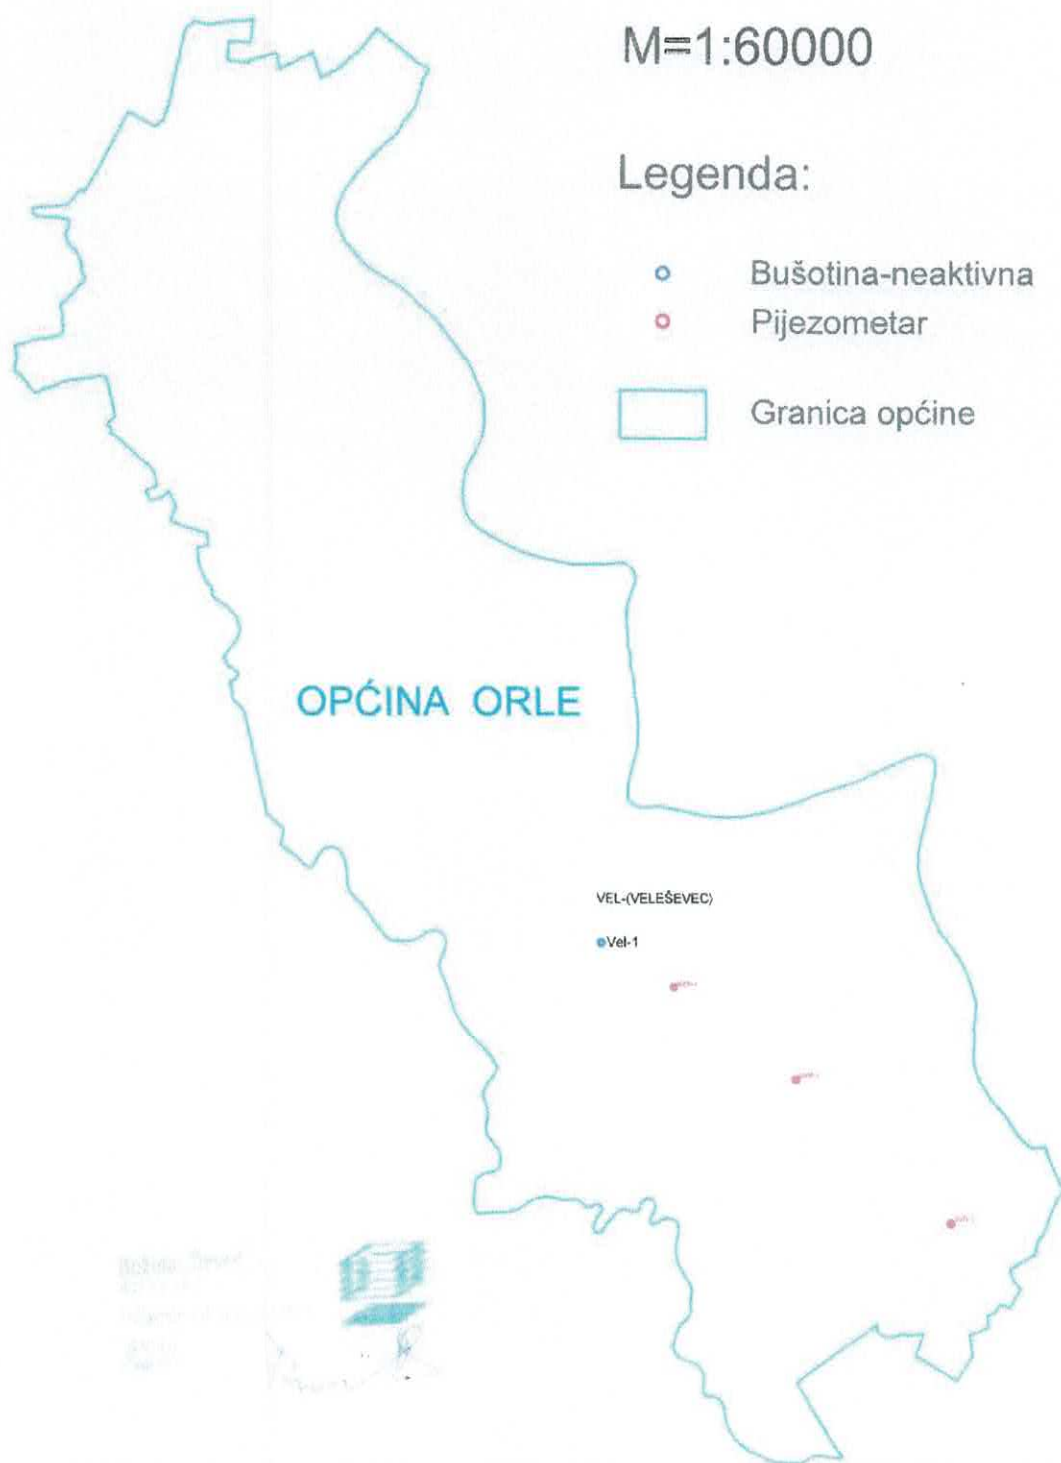 M=1:60000
Legenda:
Bušotina-neaktivna
Pijezometar
Granica općine
OPĆINA ORLE
VEL-(VELEŠEVEC)
Vel-1